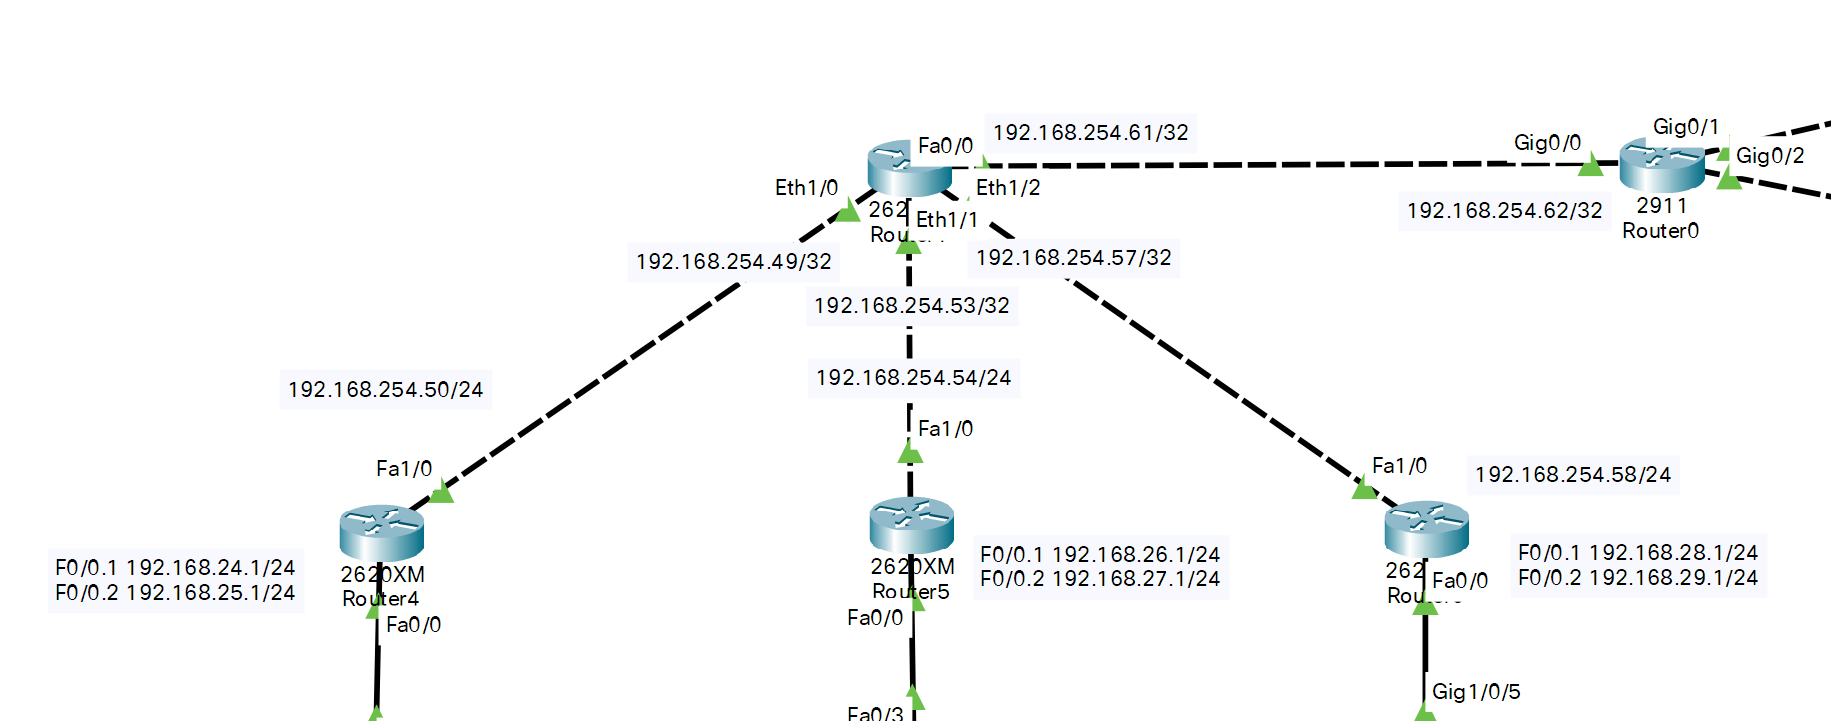 192.168.254.61/32
Fa0/0
Gig0/1
Gig0/0
Gig0/2
Eth1/0
Eth1/2
262
Eth1/1
192.168.254.62/32
2911
Router0
192.168.254.49/32
192.168.254.57/32
192.168.254.53/32
192.168.254.54/24
192.168.254.50/24
Fa1/0
Fa1/0
Fa1/0
192.168.254.58/24
F0/0.1 192.168.24.1/24
F0/0.2 192.168.25.1/24
2620XM
Router4
Fa0/0
2620XM
Router5
F0/0.1 192.168.26.1/24
F0/0.2 192.168.27.1/24
Fa0/0
262
Fa0/0
F0/0.1 192.168.28.1/24
F0/0.2 192.168.29.1/24
Gig1/0/5
Fa0/3